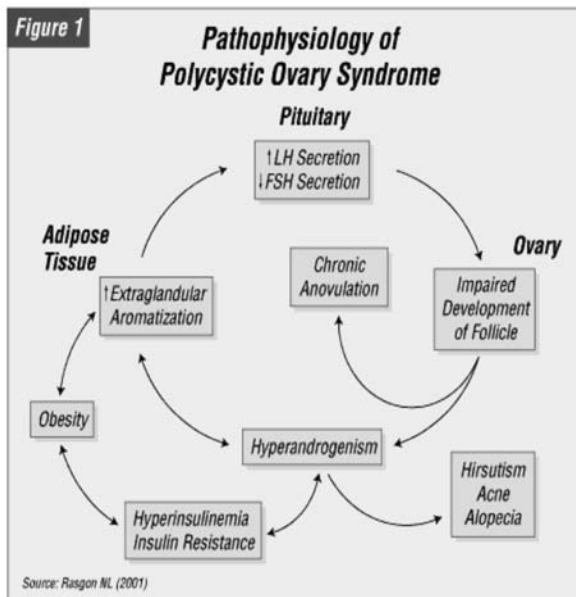 Figure 1
Pathophysiology of
Polycystic Ovary Syndrome
Pituitary
↑LH Secretion
↓FSH Secretion
Adipose
Tissue
Ovary
Chronic
Anovulation
Impaired
Development
of Follicle
↑Extraglandular
Aromatization
Obesity
Hyperandrogenism
Hirsutism
Acne
Alopecia
Hyperinsulinemia
Insulin Resistance
Source: Rasgon NL (2001)